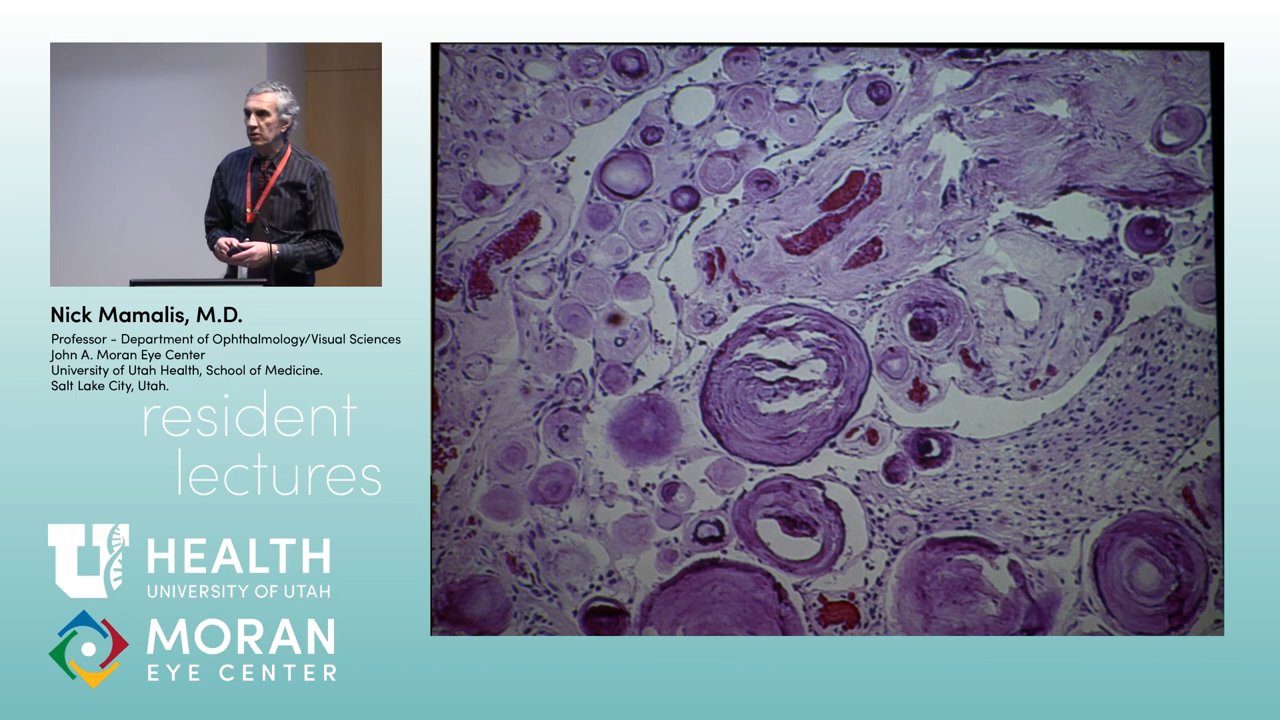 Nick Mamalis, M.D.
Professor - Department of Ophthalmology/Visual Sciences
John A. Moran Eye Center
University of Utah Health, School of Medicine.
Salt Lake City, Utah.
resident
lectures
U HEALTH
UNIVERSITY OF UTAH
MORAN
EYE CENTER